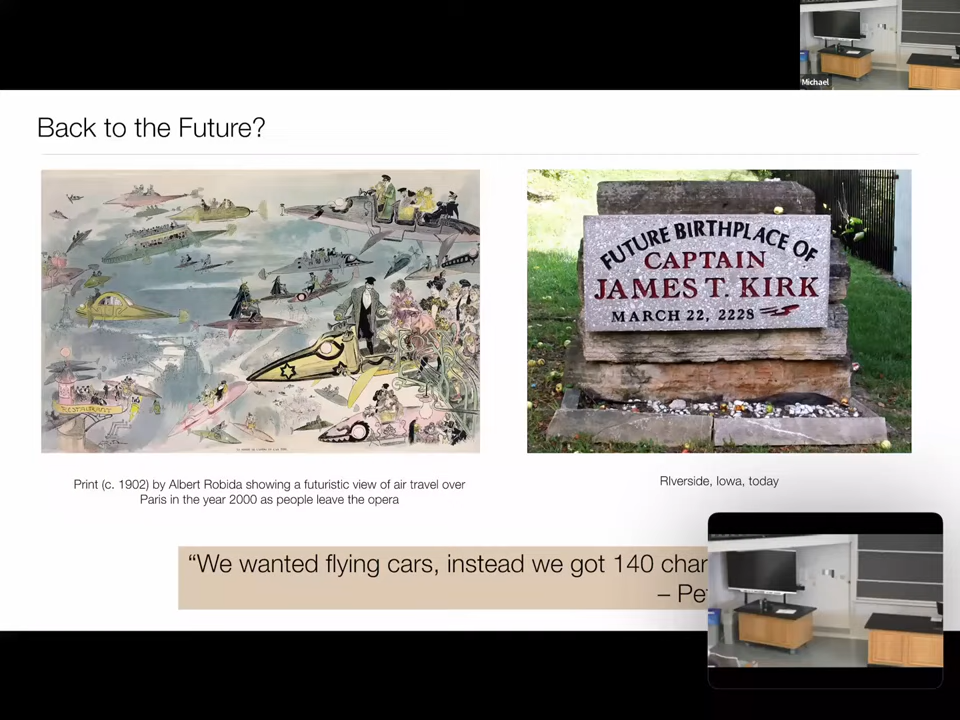 Michael
Back to the Future?
RESTAURANT
FUTURE BIRTHPLACE OF
CAPTAIN
JAMES T. KIRK
MARCH 22, 2228
Print (c. 1902) by Albert Robida showing a futuristic view of air travel over
Paris in the year 2000 as people leave the opera
RIverside, Iowa, today
“We wanted flying cars, instead we got 140 char
– Pe